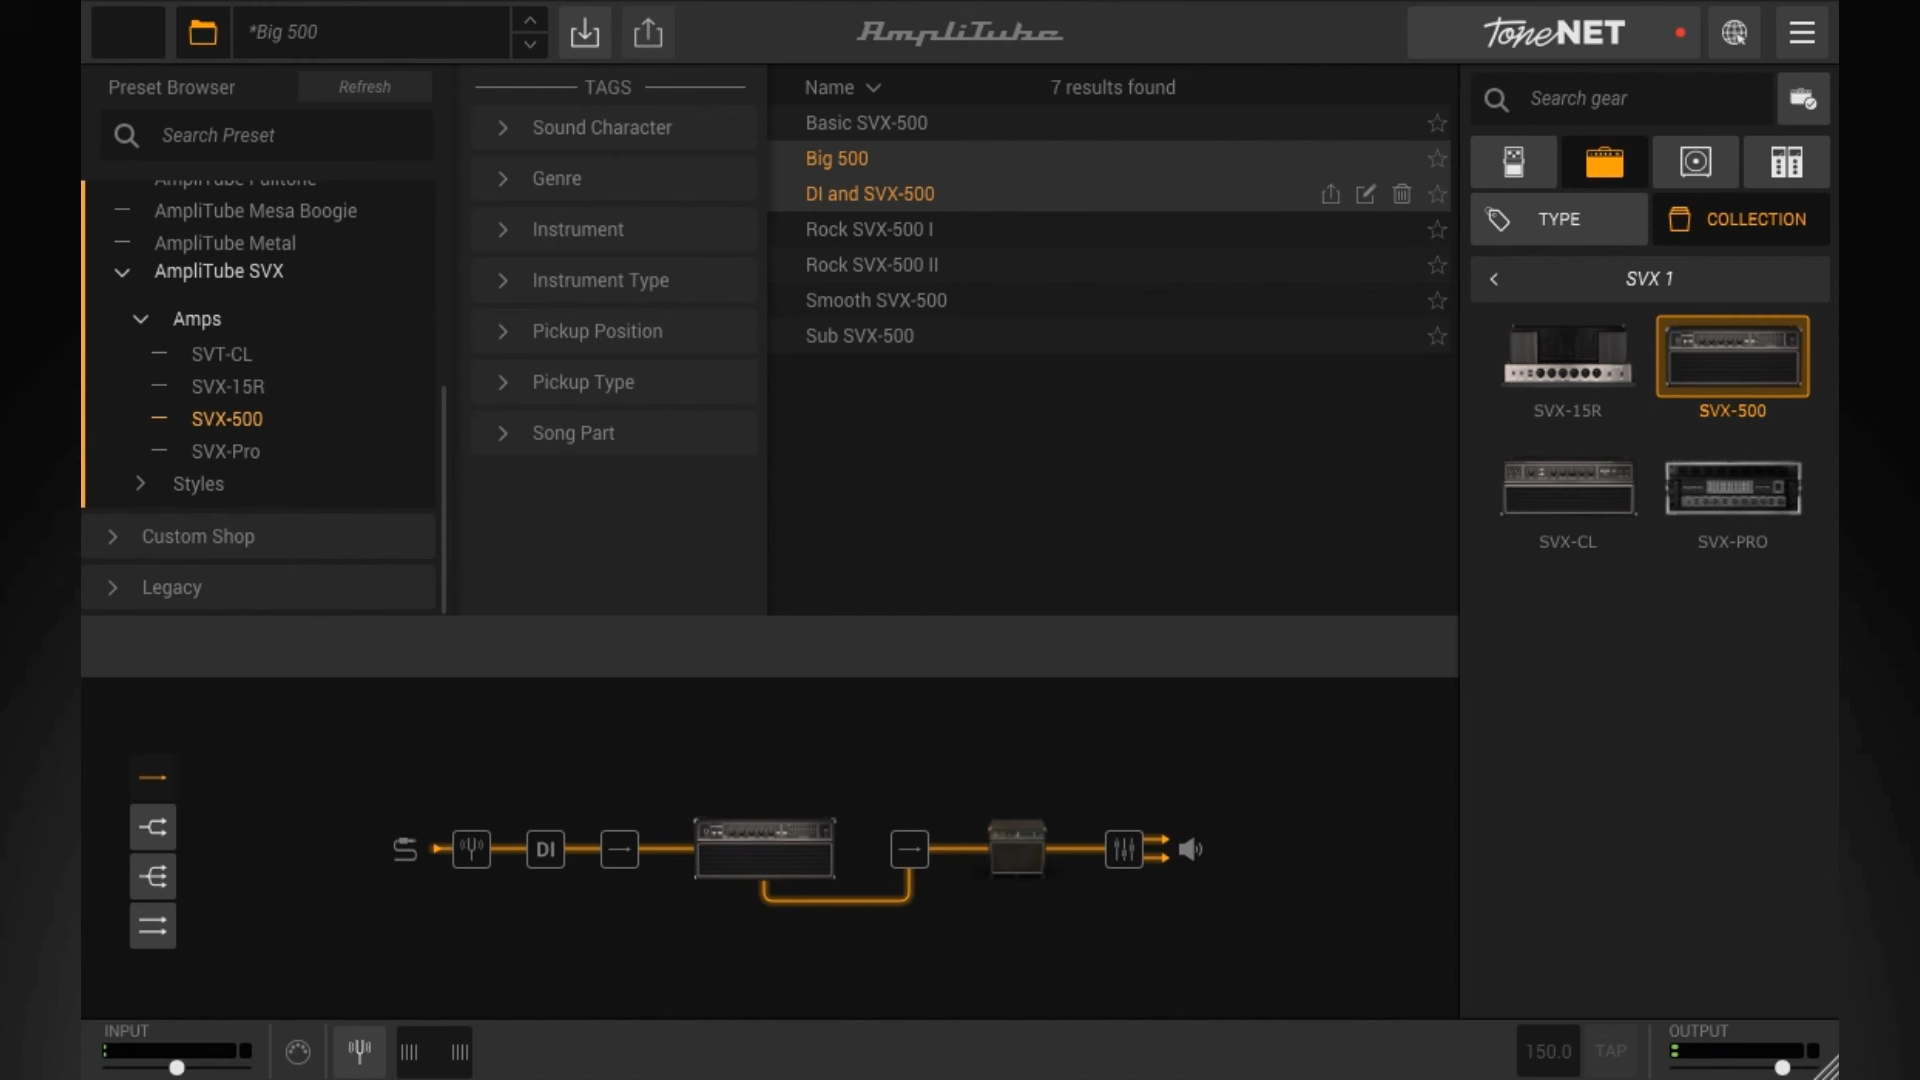 *Big 500
AmpliTube
ToneNET
Preset Browser
Refresh
Search Preset
AmpliTube Fulltone
AmpliTube Mesa Boogie
AmpliTube Metal
AmpliTube SVX
Amps
SVT-CL
SVX-15R
SVX-500
SVX-Pro
Styles
Custom Shop
Legacy
TAGS
Sound Character
Genre
Instrument
Instrument Type
Pickup Position
Pickup Type
Song Part
Name
7 results found
Basic SVX-500
Big 500
DI and SVX-500
Rock SVX-500 I
Rock SVX-500 II
Smooth SVX-500
Sub SVX-500
Search gear
TYPE
COLLECTION
SVX 1
SVX-15R
SVX-500
SVX-CL
SVX-PRO
DI
INPUT
150.0
TAP
OUTPUT